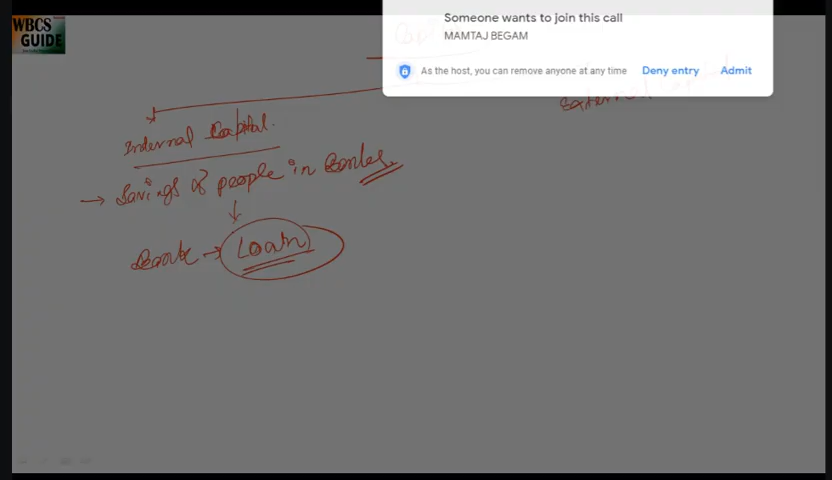 WBCS
GUIDE
Someone wants to join this call
MAMTAJ BEGAM
As the host, you can remove anyone at any time
Deny entry
Admit
Internal Capital.
External
→ Savings of people in Banks
Bank → Loan